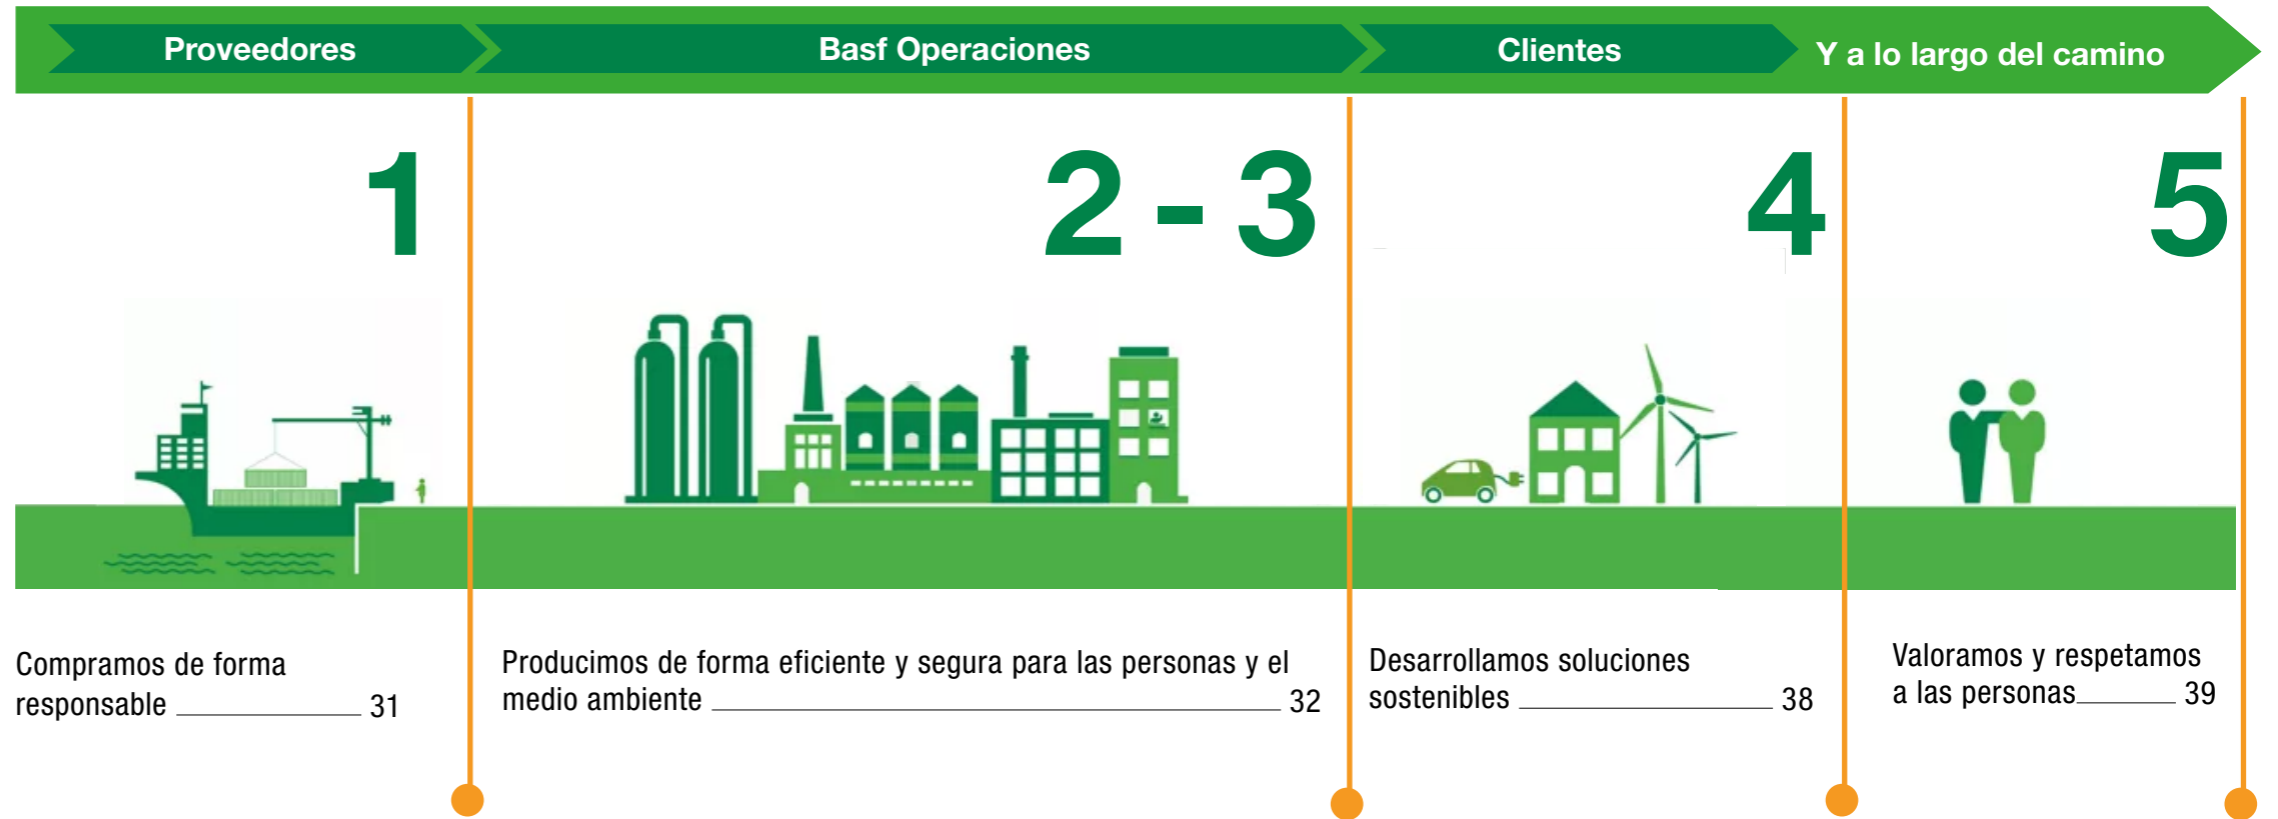 Proveedores
Basf Operaciones
Clientes
Y a lo largo del camino
1
2 - 3
4
5
Compramos de forma
responsable 31
Producimos de forma eficiente y segura para las personas y el
medio ambiente 32
Desarrollamos soluciones
sostenibles 38
Valoramos y respetamos
a las personas 39